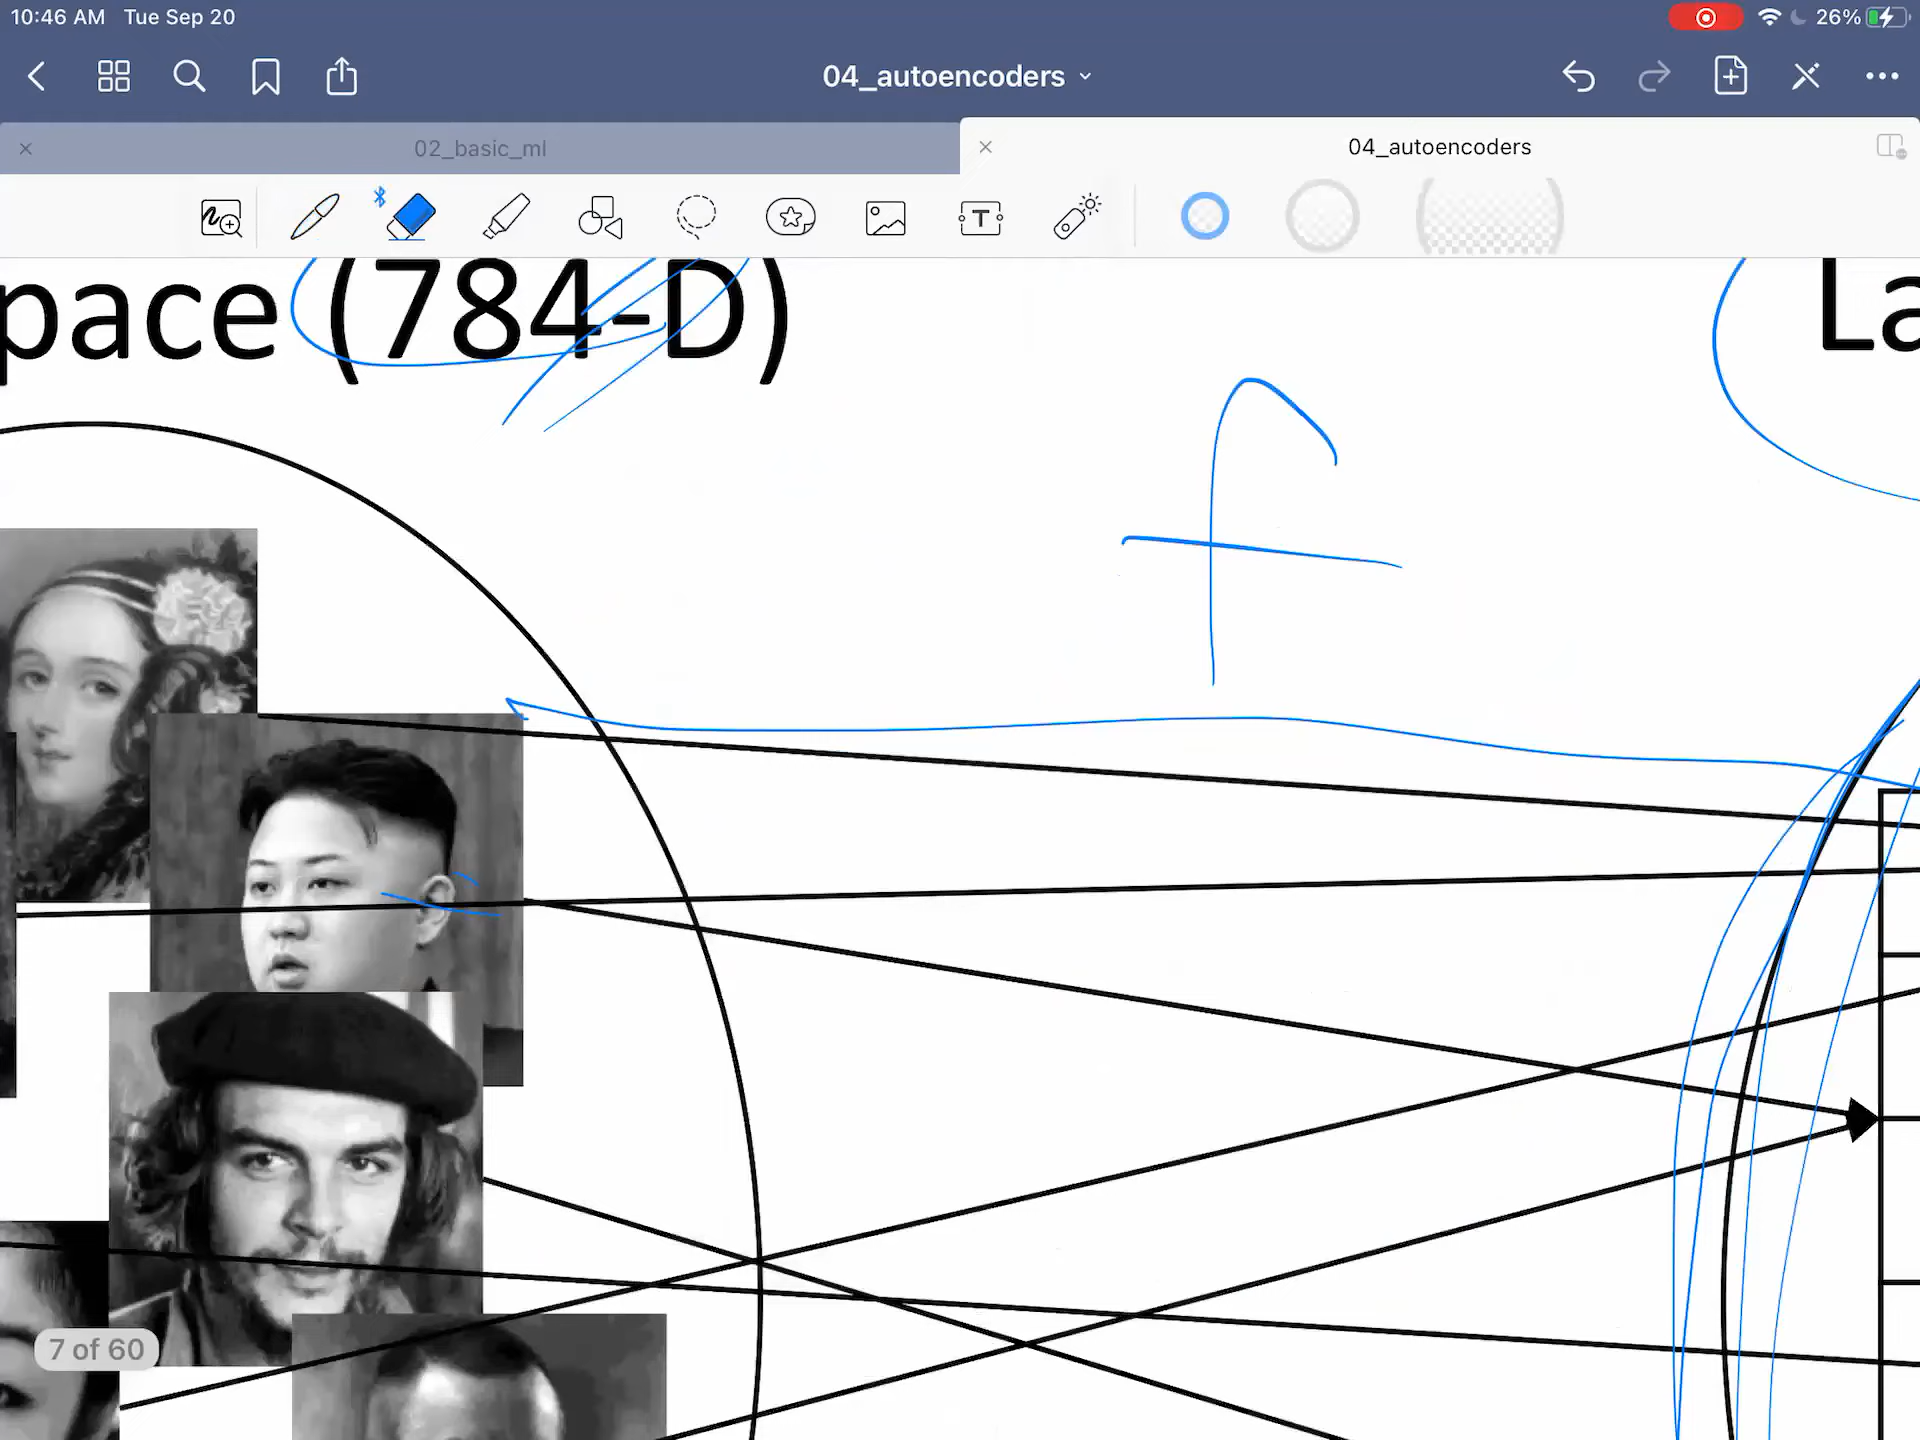 10:46 AM Tue Sep 20
26%
04_autoencoders
02_basic_ml
04_autoencoders
T
pace (784-D)
La
f
7 of 60